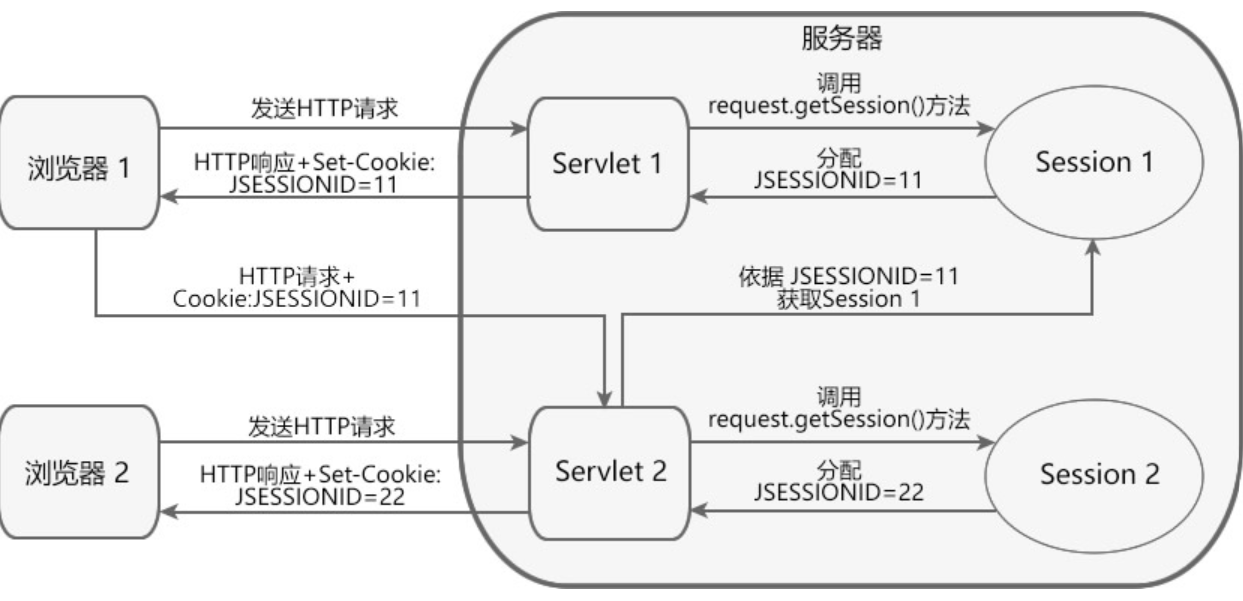 服务器
调用
request.getSession()方法
发送HTTP请求
浏览器 1
HTTP响应+Set-Cookie:
JSESSIONID=11
Servlet 1
分配
JSESSIONID=11
Session 1
HTTP请求+
Cookie:JSESSIONID=11
依据 JSESSIONID=11
获取Session 1
调用
request.getSession()方法
发送HTTP请求
浏览器 2
HTTP响应+Set-Cookie:
JSESSIONID=22
Servlet 2
分配
JSESSIONID=22
Session 2